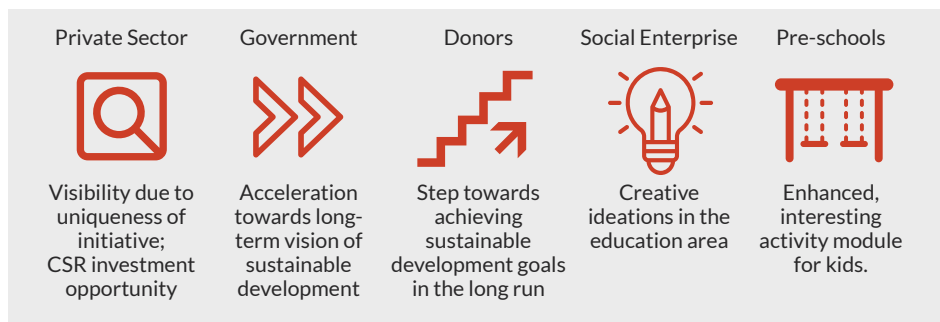 Private Sector
Visibility due to
uniqueness of
initiative;
CSR investment
opportunity
Government
Acceleration
towards long-
term vision of
sustainable
development
Donors
Step towards
achieving
sustainable
development goals
in the long run
Social Enterprise
Creative
ideations in the
education area
Pre-schools
Enhanced,
interesting
activity module
for kids.